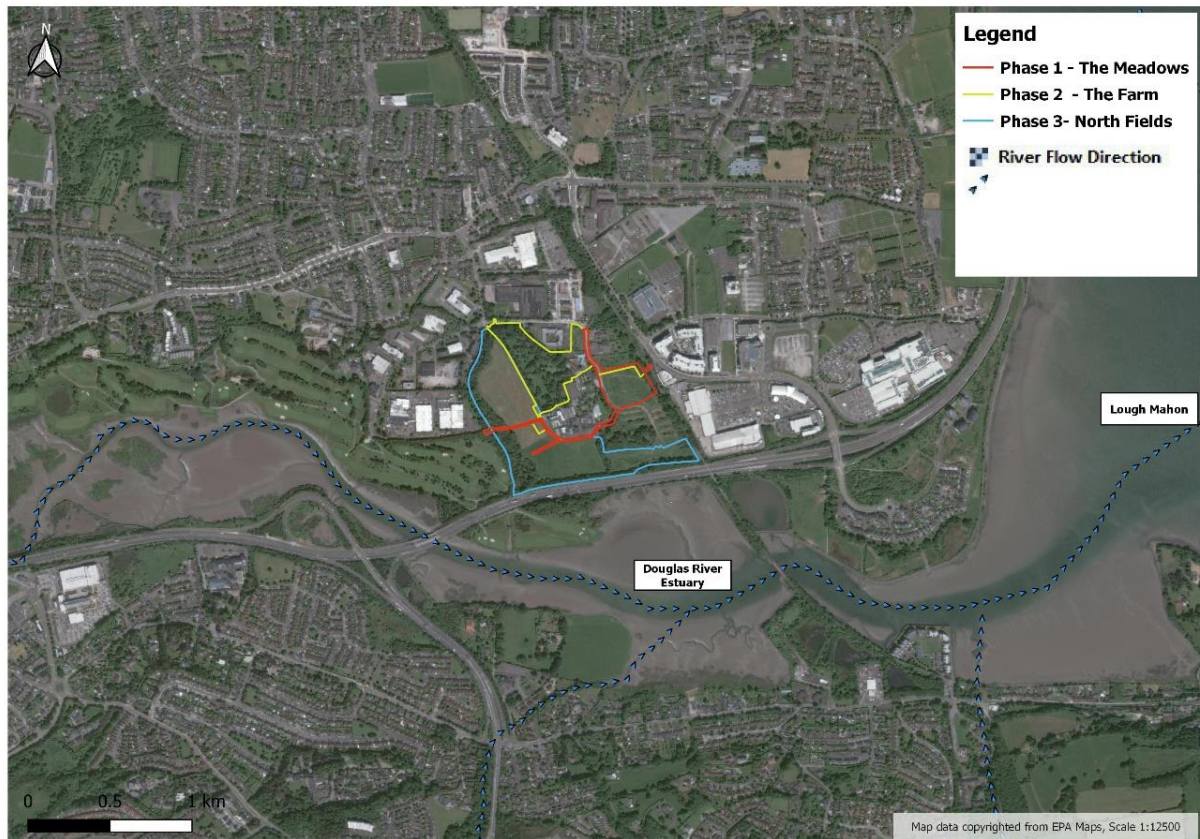 N
Legend
Phase 1 - The Meadows
Phase 2 - The Farm
Phase 3- North Fields
River Flow Direction
Lough Mahon
Douglas River
Estuary
0 0.5 1 km
Map data copyrighted from EPA Maps, Scale 1:12500